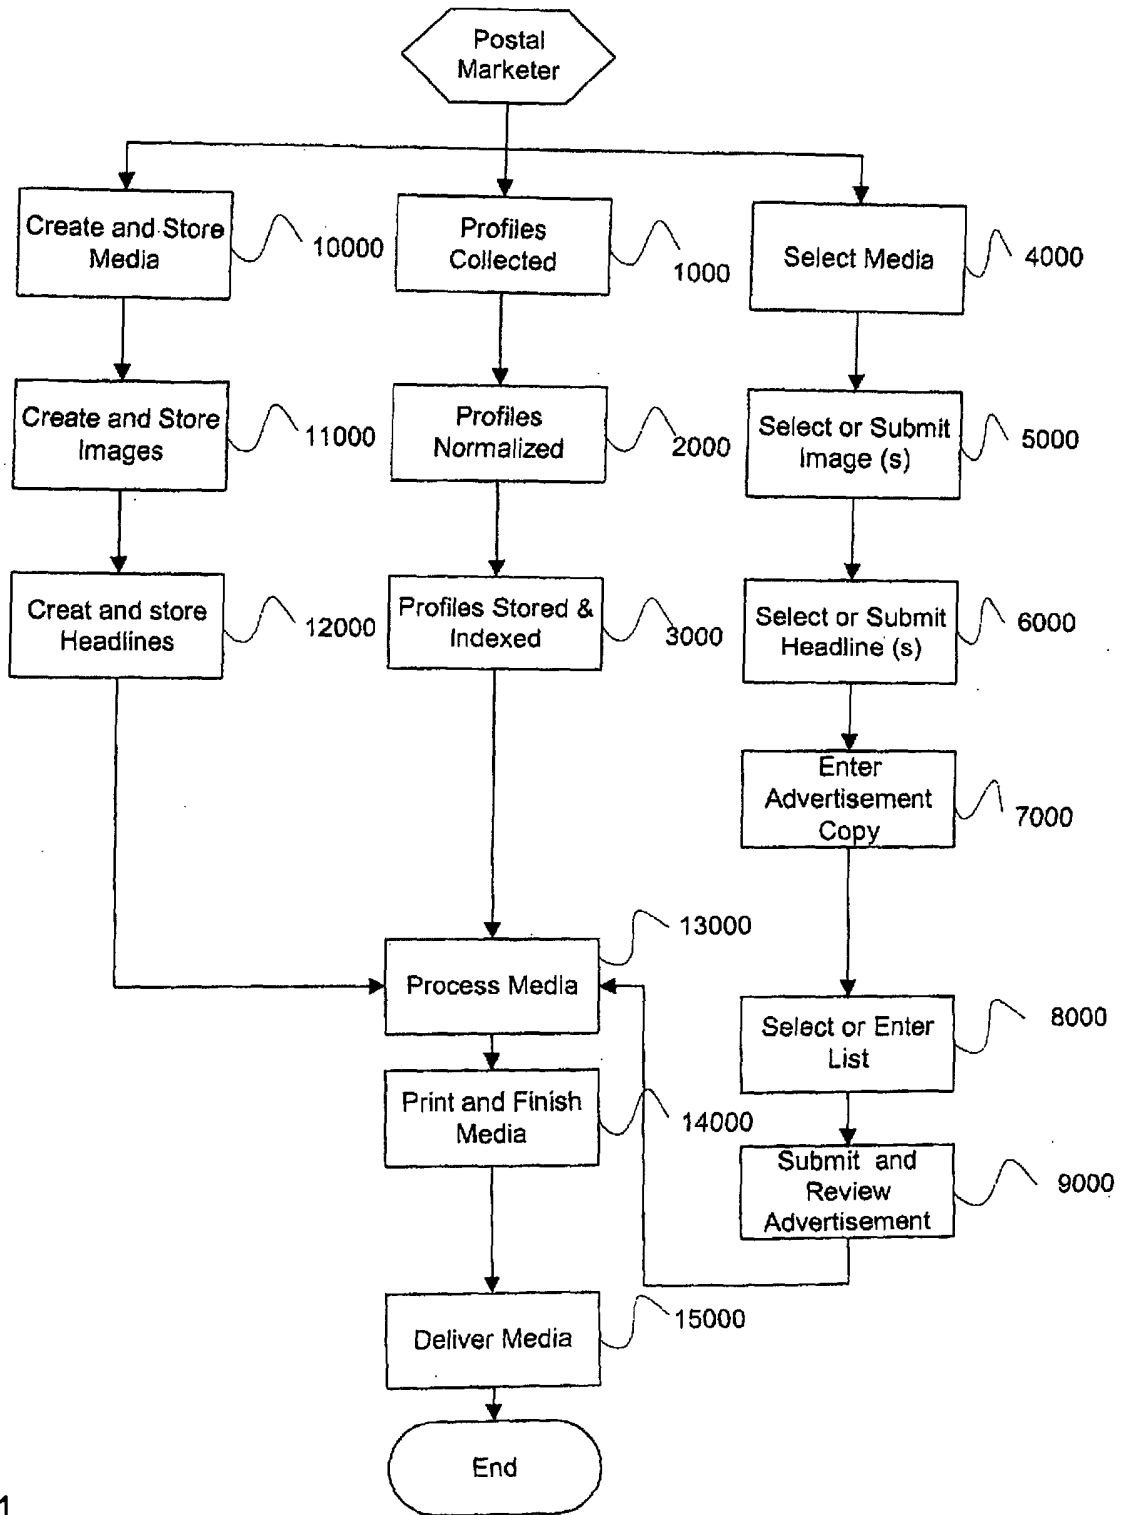 Postal
Marketer
Create and Store
Media
10000
Profiles
Collected
1000
Select Media
4000
Create and Store
Images
11000
Profiles
Normalized
2000
Select or Submit
Image (s)
5000
Creat and store
Headlines
12000
Profiles Stored &
Indexed
3000
Select or Submit
Headline (s)
6000
Enter
Advertisement
Copy
7000
Process Media
13000
Select or Enter
List
8000
Print and Finish
Media
14000
Submit and
Review
Advertisement
9000
Deliver Media
15000
End
1